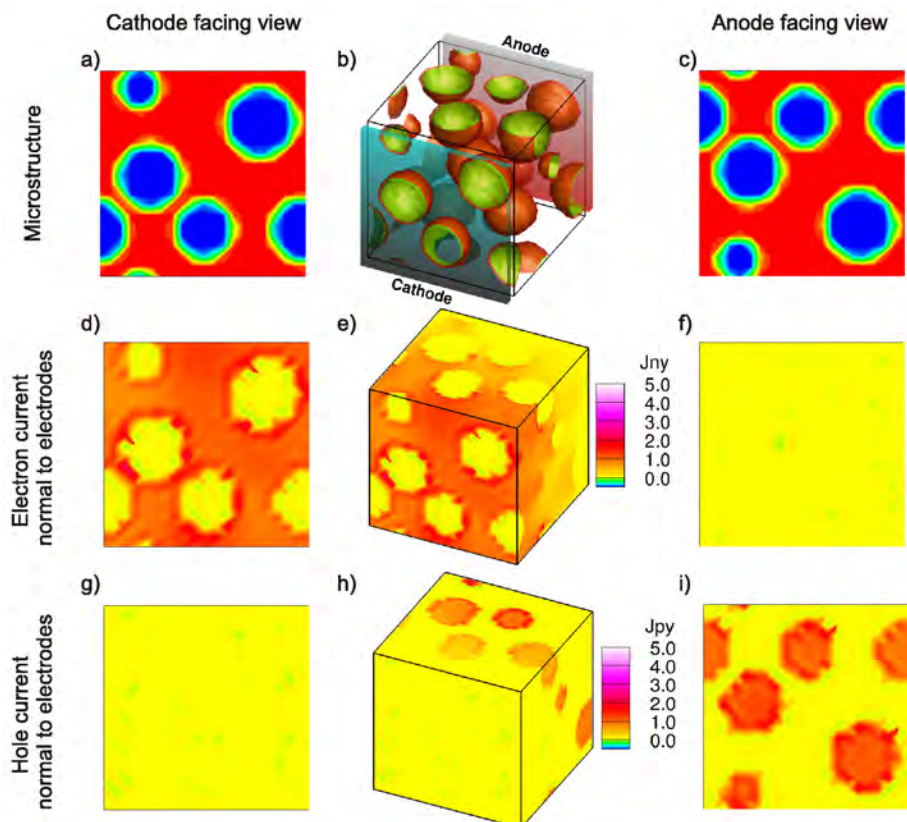 Cathode facing view
Anode facing view
a)
b)
c)
Microstructure
Anode
Cathode
d)
e)
f)
Electron current
normal to electrodes
Jny
5.0
4.0
3.0
2.0
1.0
0.0
g)
h)
i)
Hole current
normal to electrodes
Jpy
5.0
4.0
3.0
2.0
1.0
0.0